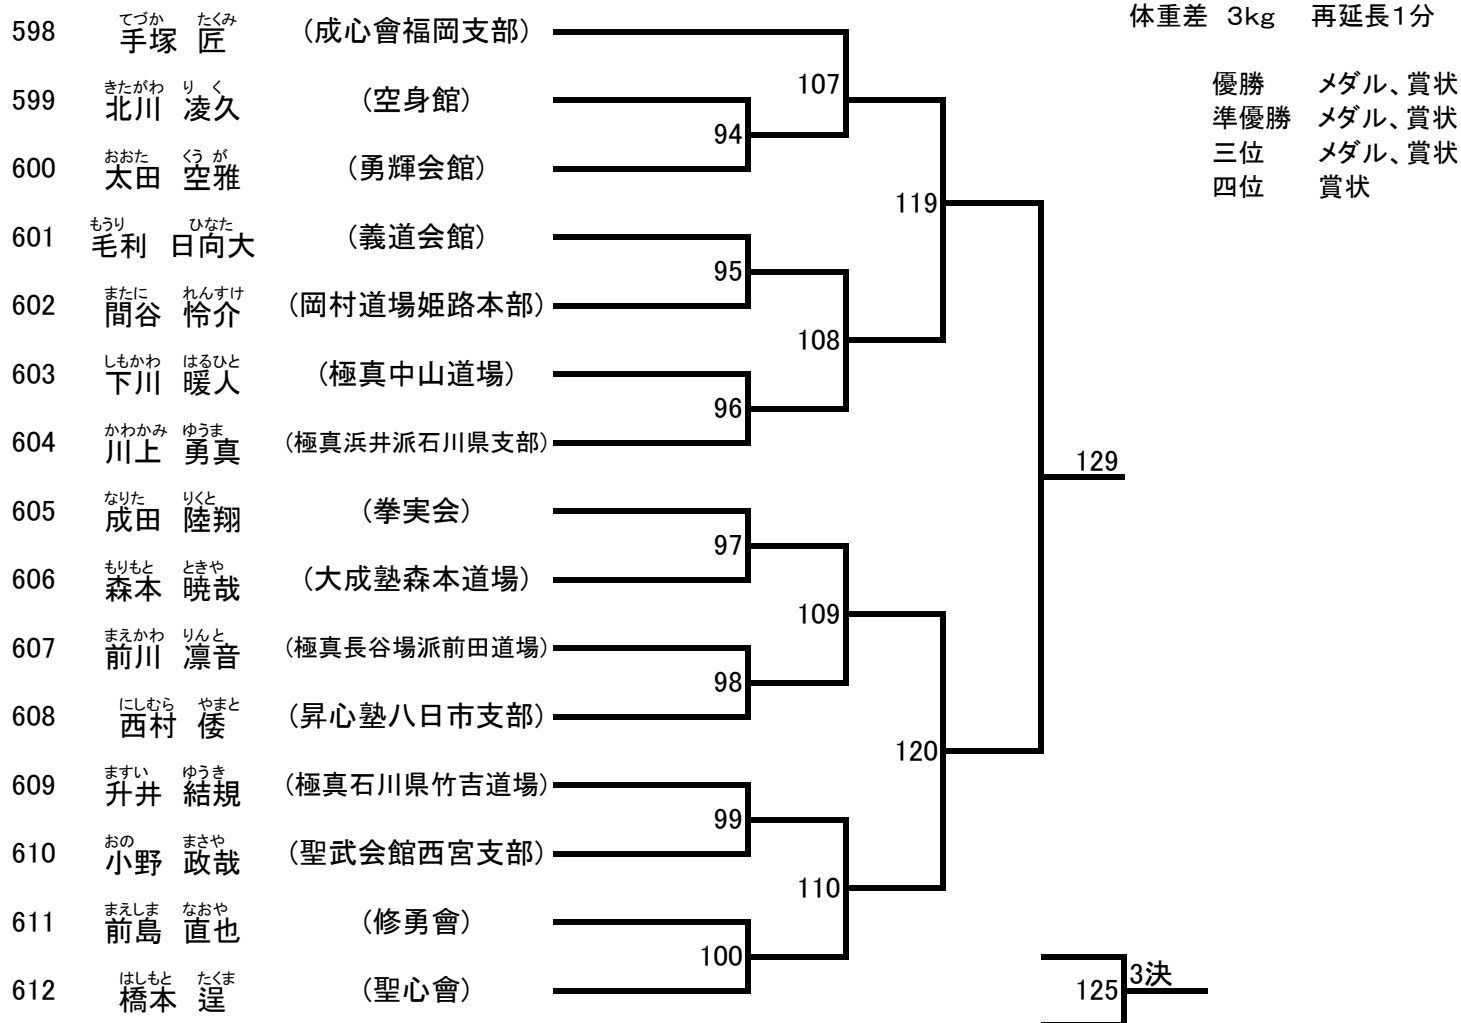 体重差 3kg 再延長1分
優勝 メダル、賞状
準優勝 メダル、賞状
三位 メダル、賞状
四位 賞状
てづか たくみ
598 手塚 匠 (成心會福岡支部)
きたがわ りく
599 北川 凌久 (空身館)
おおた くうが
600 太田 空雅 (勇輝会館)
もうり ひなた
601 毛利 日向大 (義道会館)
またに れんすけ
602 間谷 怜介 (岡村道場姫路本部)
しもかわ はるひと
603 下川 暖人 (極真中山道場)
かわかみ ゆうま
604 川上 勇真 (極真浜井派石川県支部)
なりた りくと
605 成田 陸翔 (拳実会)
もりもと ときや
606 森本 暁哉 (大成塾森本道場)
まえかわ りんと
607 前川 凛音 (極真長谷場派前田道場)
にしむら やまと
608 西村 倭 (昇心塾八日市支部)
ますい ゆうき
609 升井 結規 (極真石川県竹吉道場)
おの まさや
610 小野 政哉 (聖武会館西宮支部)
まえしま なおや
611 前島 直也 (修勇會)
はしもと たくま
612 橋本 逞 (聖心會)
94
95
96
97
98
99
100
107
108
109
110
119
120
129
125 3決